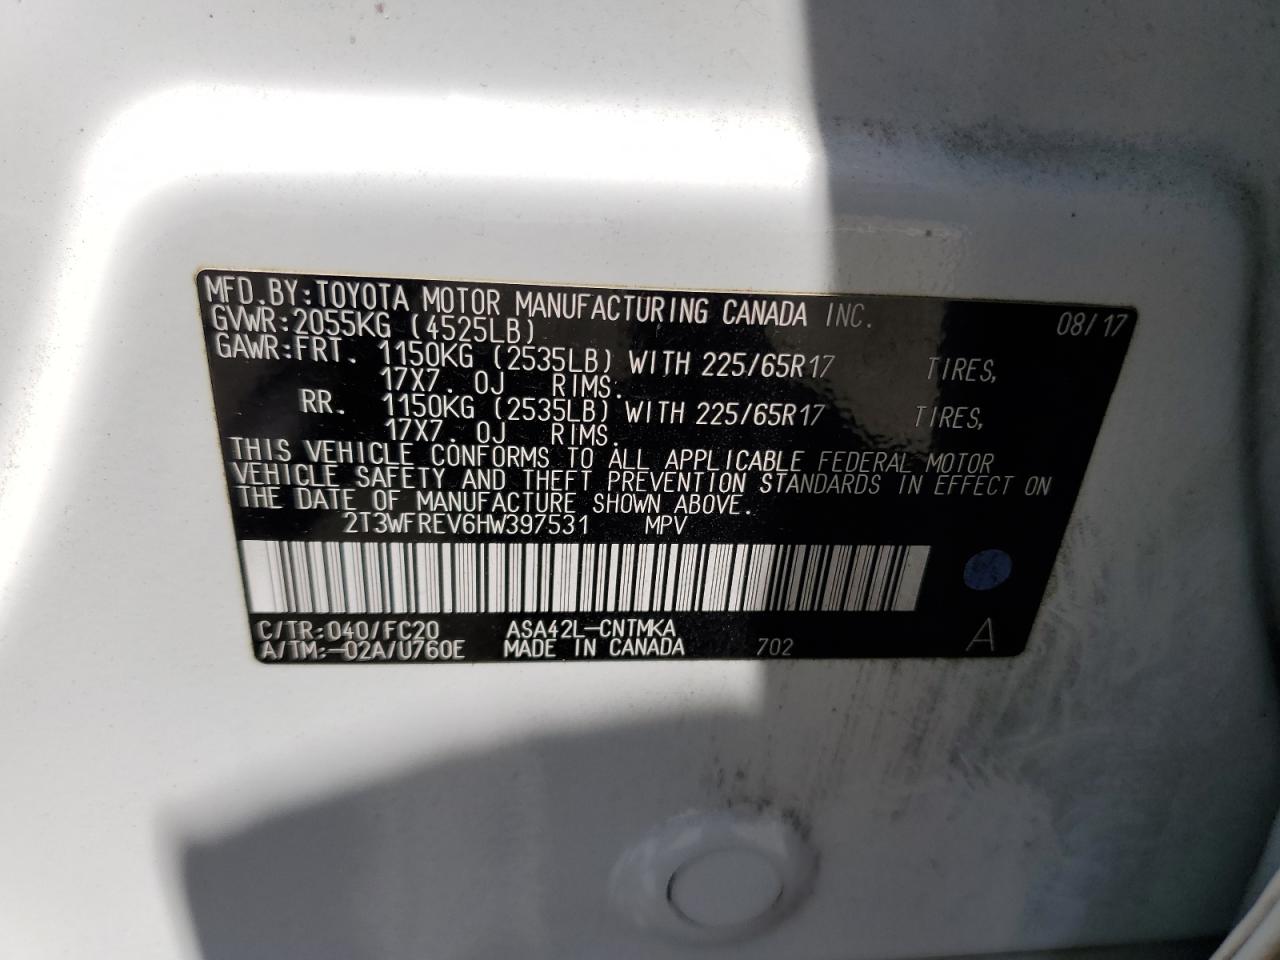 MFD.BY:TOYOTA MOTOR MANUFACTURING CANADA INC. 08/17
GVWR:2055KG (4525LB)
GAWR:FRT. 1150KG (2535LB) WITH 225/65R17 TIRES,
17X7.0J RIMS.
RR. 1150KG (2535LB) WITH 225/65R17 TIRES,
17X7.0J RIMS.
THIS VEHICLE CONFORMS TO ALL APPLICABLE FEDERAL MOTOR
VEHICLE SAFETY AND THEFT PREVENTION STANDARDS IN EFFECT ON
THE DATE OF MANUFACTURE SHOWN ABOVE.
2T3WFREV6HW397531 MPV
C/TR:040/FC20 ASA42L-CNTMKA
A/TM:-02A/U760E MADE IN CANADA 702 A